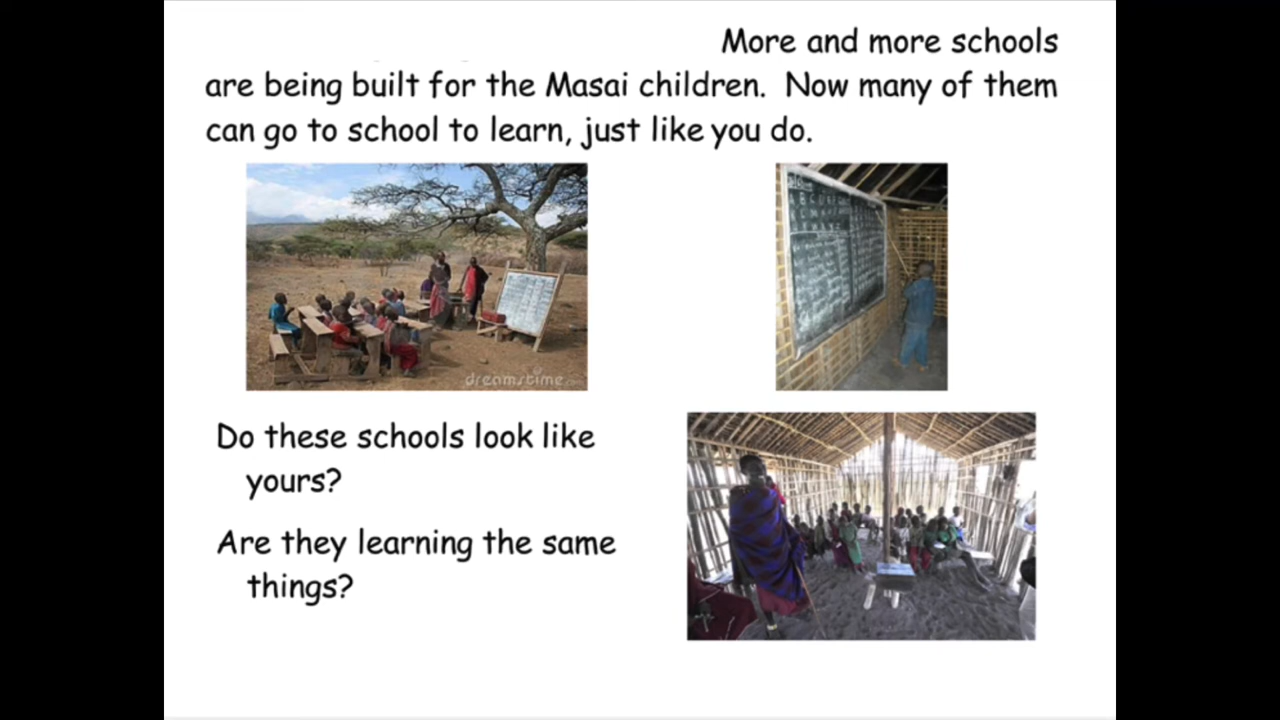 More and more schools
are being built for the Masai children. Now many of them
can go to school to learn, just like you do.
dreamstime
Do these schools look like
yours?
Are they learning the same
things?